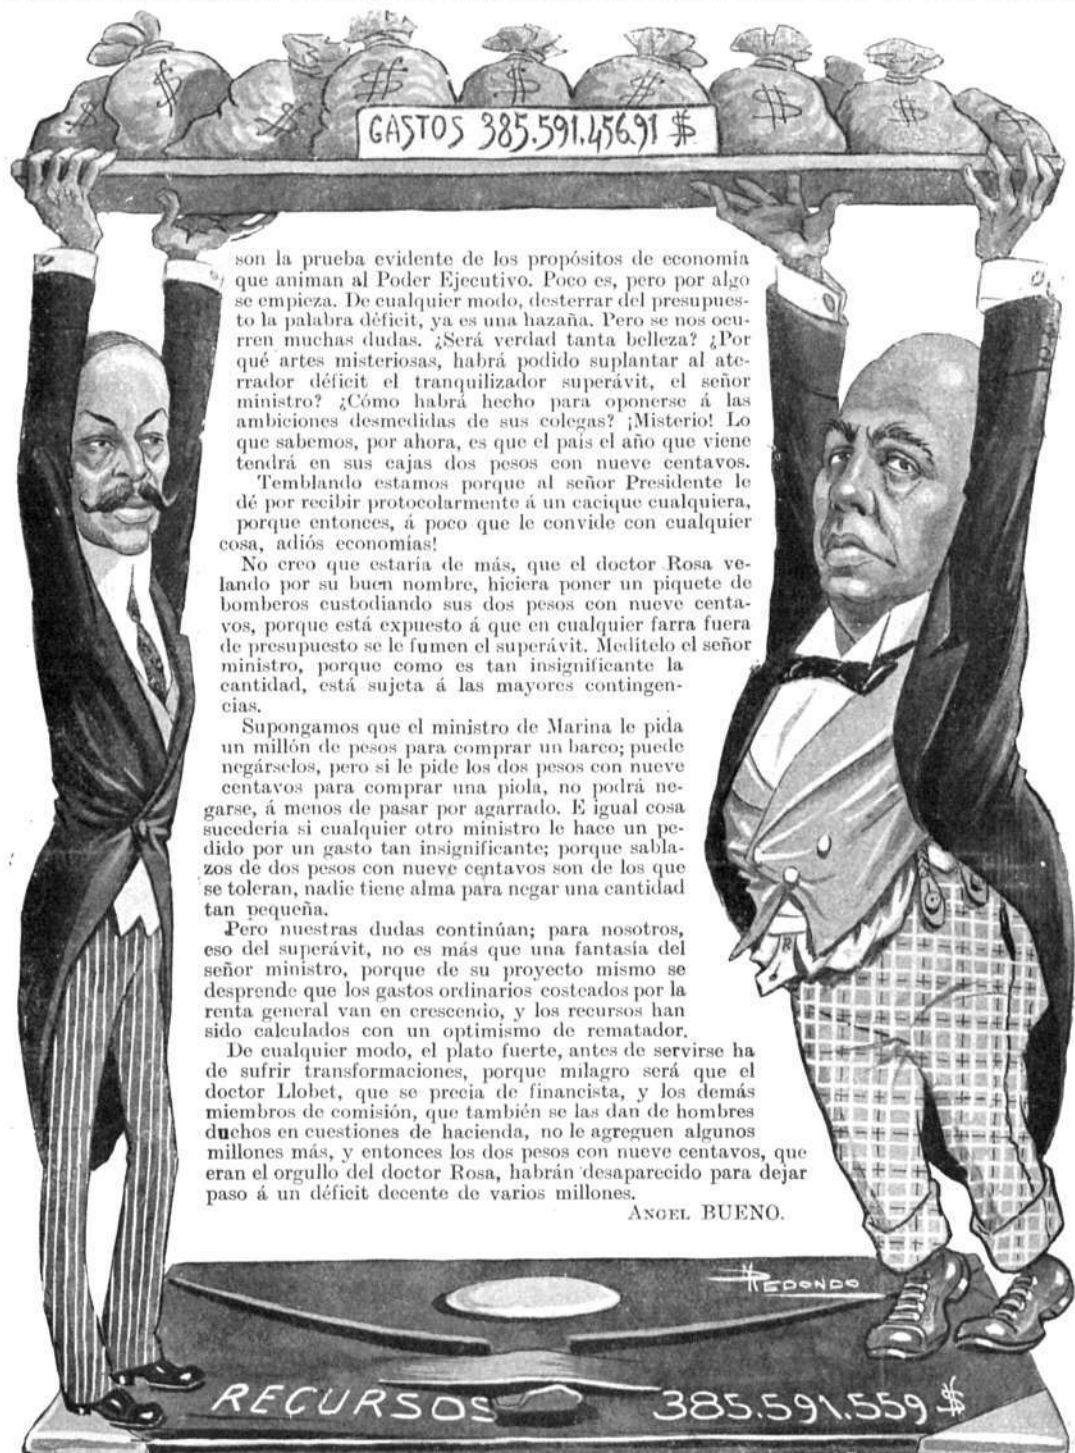 GASTOS 385.591.456.91 $
son la prueba evidente de los propósitos de economía
que animan al Poder Ejecutivo. Poco es, pero por algo
se empieza. De cualquier modo, desterrar del presupues-
to la palabra déficit, ya es una hazaña. Pero se nos ocu-
rren muchas dudas. ¿Será verdad tanta belleza? ¿Por
qué artes misteriosas, habrá podido suplantar al ate-
rrador déficit el tranquilizador superávit, el señor
ministro? ¿Cómo habrá hecho para oponerse á las
ambiciones desmedidas de sus colegas? ¡Misterio! Lo
que sabemos, por ahora, es que el país el año que viene
tendrá en sus cajas dos pesos con nueve centavos.
Temblando estamos porque al señor Presidente le
dé por recibir protocolarmente á un cacique cualquiera,
porque entonces, á poco que le convide con cualquier
cosa, adiós economías!
No creo que estaría de más, que el doctor Rosa ve-
lando por su buen nombre, hiciera poner un piquete de
bomberos custodiando sus dos pesos con nueve centa-
vos, porque está expuesto á que en cualquier farra fuera
de presupuesto se le fumen el superávit. Medítelo el señor
ministro, porque como es tan insignificante la
cantidad, está sujeta á las mayores contingen-
cias.
Supongamos que el ministro de Marina le pida
un millón de pesos para comprar un barco; puede
negárselos, pero si le pide los dos pesos con nueve
centavos para comprar una piola, no podrá ne-
garse, á menos de pasar por agarrado. E igual cosa
sucedería si cualquier otro ministro le hace un pe-
dido por un gasto tan insignificante; porque sabla-
zos de dos pesos con nueve centavos son de los que
se toleran, nadie tiene alma para negar una cantidad
tan pequeña.
Pero nuestras dudas continúan; para nosotros,
eso del superávit, no es más que una fantasía del
señor ministro, porque de su proyecto mismo se
desprende que los gastos ordinarios costeados por la
renta general van en crescendo, y los recursos han
sido calculados con un optimismo de rematador.
De cualquier modo, el plato fuerte, antes de servirse ha
de sufrir transformaciones, porque milagro será que el
doctor Llobet, que se precia de financista, y los demás
miembros de comisión, que también se las dan de hombres
duchos en cuestiones de hacienda, no le agreguen algunos
millones más, y entonces los dos pesos con nueve centavos, que
eran el orgullo del doctor Rosa, habrán desaparecido para dejar
paso á un déficit decente de varios millones.
ANGEL BUENO.
REDONDO
RECURSOS 385.591.559 $